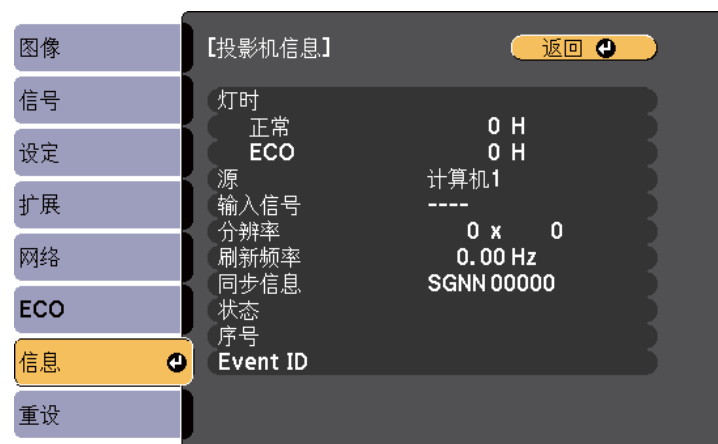 图像
信号
设定
扩展
网络
ECO
信息
重设
【投影机信息】
返回
灯时
正常 0 H
ECO 0 H
源 计算机1
输入信号 ----
分辨率 0 x 0
刷新频率 0.00 Hz
同步信息 SGNN 00000
状态
序号
Event ID